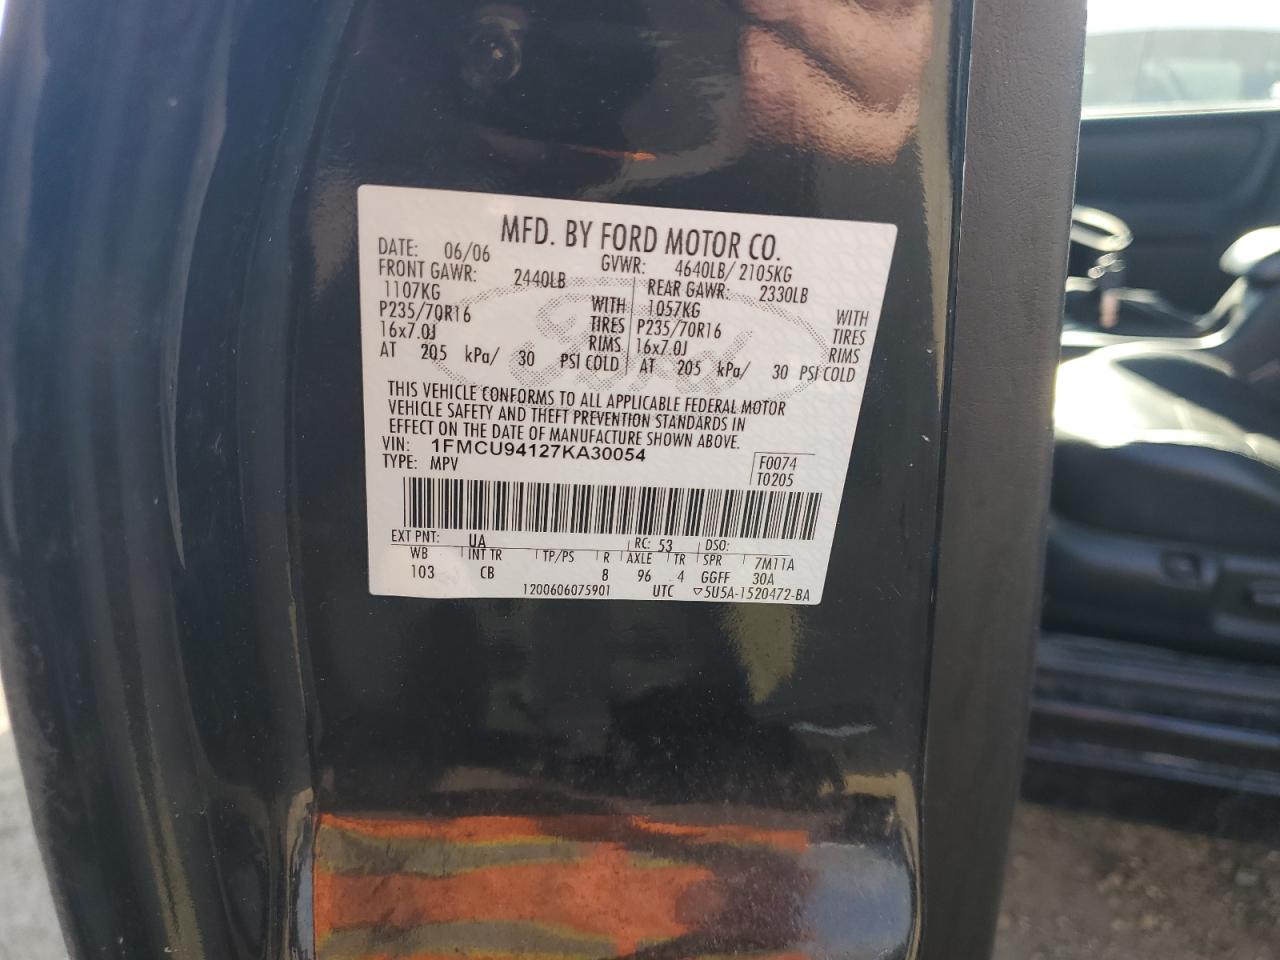 MFD. BY FORD MOTOR CO.
DATE: 06/06 GVWR: 4640LB/ 2105KG
FRONT GAWR: 2440LB REAR GAWR: 2330LB
1107KG WITH 1057KG WITH
P235/70R16 TIRES P235/70R16 TIRES
16x7.0J RIMS 16x7.0J RIMS
AT 205 kPa/ 30 PSI COLD AT 205 kPa/ 30 PSI COLD
Ford
THIS VEHICLE CONFORMS TO ALL APPLICABLE FEDERAL MOTOR
VEHICLE SAFETY AND THEFT PREVENTION STANDARDS IN
EFFECT ON THE DATE OF MANUFACTURE SHOWN ABOVE.
VIN: 1FMCU94127KA30054
TYPE: MPV F0074
T0205
EXT PNT: UA RC: 53 DSO:
WB INT TR TP/PS R AXLE TR SPR 7M11A
103 CB 8 96 4 GGFF 30A
1200606075901 UTC ▽5U5A-1520472-BA